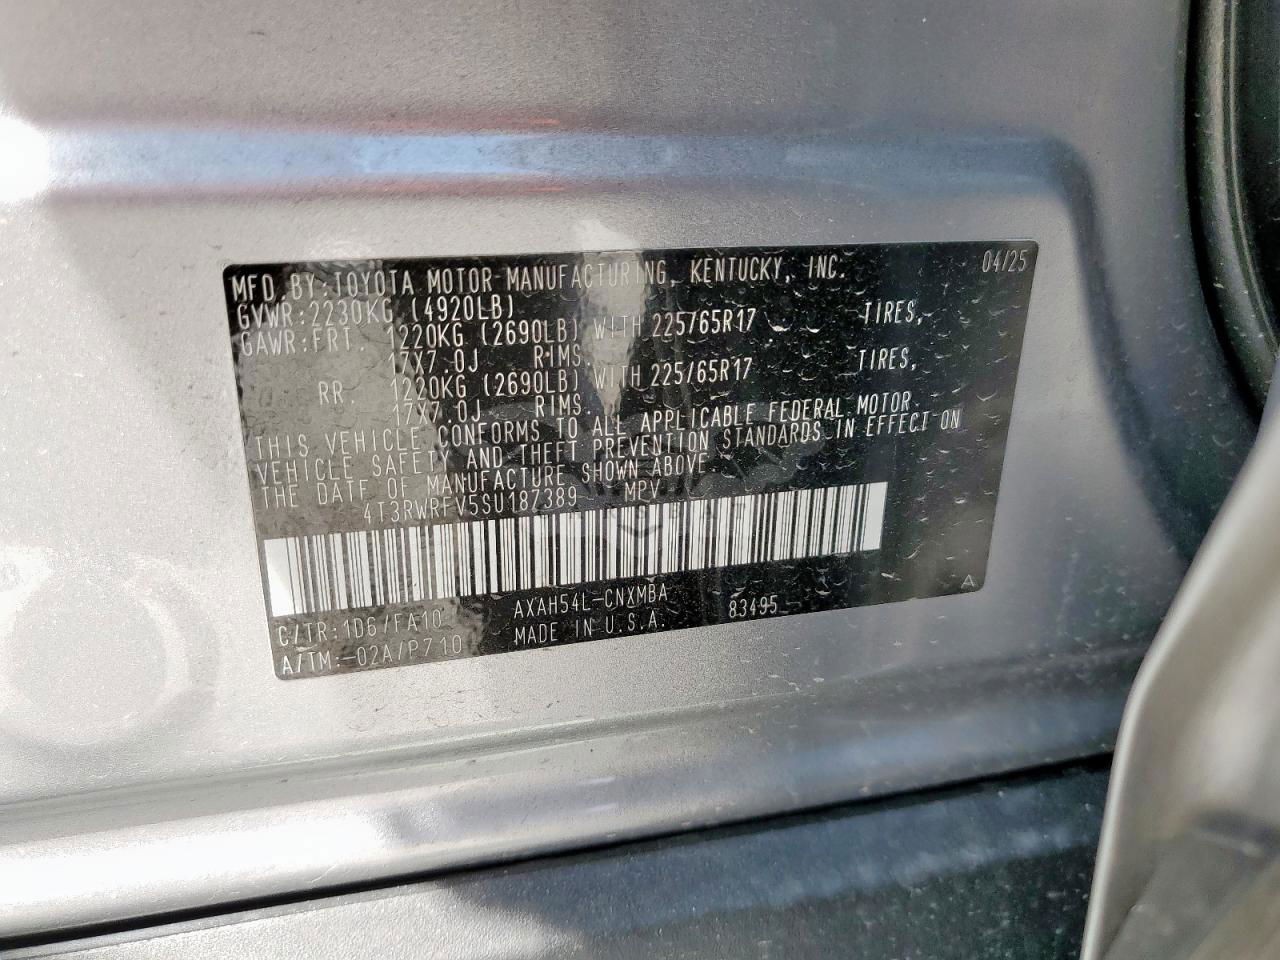 MFD BY:TOYOTA MOTOR MANUFACTURING, KENTUCKY, INC. 04/25
GVWR:2230KG (4920LB)
GAWR:FRT. 1220KG (2690LB) WITH 225/65R17 TIRES,
17X7.0J RIMS.
RR. 1220KG (2690LB) WITH 225/65R17 TIRES,
17X7.0J RIMS.
THIS VEHICLE CONFORMS TO ALL APPLICABLE FEDERAL MOTOR
VEHICLE SAFETY AND THEFT PREVENTION STANDARDS IN EFFECT ON
THE DATE OF MANUFACTURE SHOWN ABOVE.
4T3RWRFV5SU187389 MPV
C/TR:1D6/FA10 AXAH54L-CNXMBA 83495 A
A/TM:-02A/P710 MADE IN U.S.A.